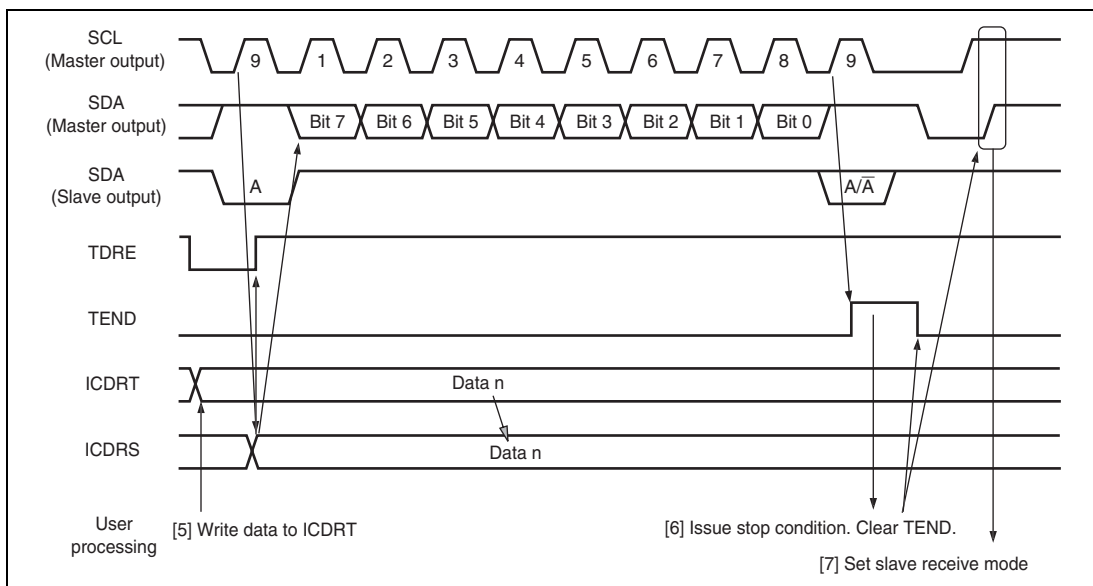 SCL
(Master output)
9 1 2 3 4 5 6 7 8 9
SDA
(Master output)
Bit 7 Bit 6 Bit 5 Bit 4 Bit 3 Bit 2 Bit 1 Bit 0
SDA
(Slave output)
A A/A̅
TDRE
TEND
ICDRT
Data n
ICDRS
Data n
User
processing
[5] Write data to ICDRT
[6] Issue stop condition. Clear TEND.
[7] Set slave receive mode